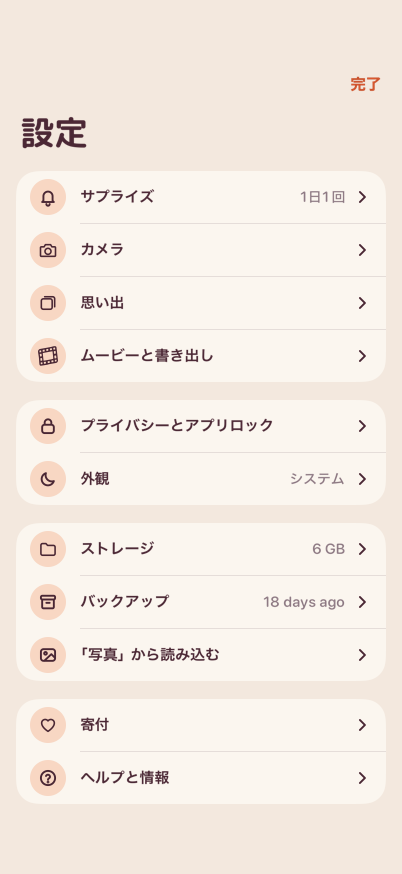 完了
設定
サプライズ 1日1回
カメラ
思い出
ムービーと書き出し
プライバシーとアプリロック
外観 システム
ストレージ 6 GB
バックアップ 18 days ago
「写真」から読み込む
寄付
ヘルプと情報